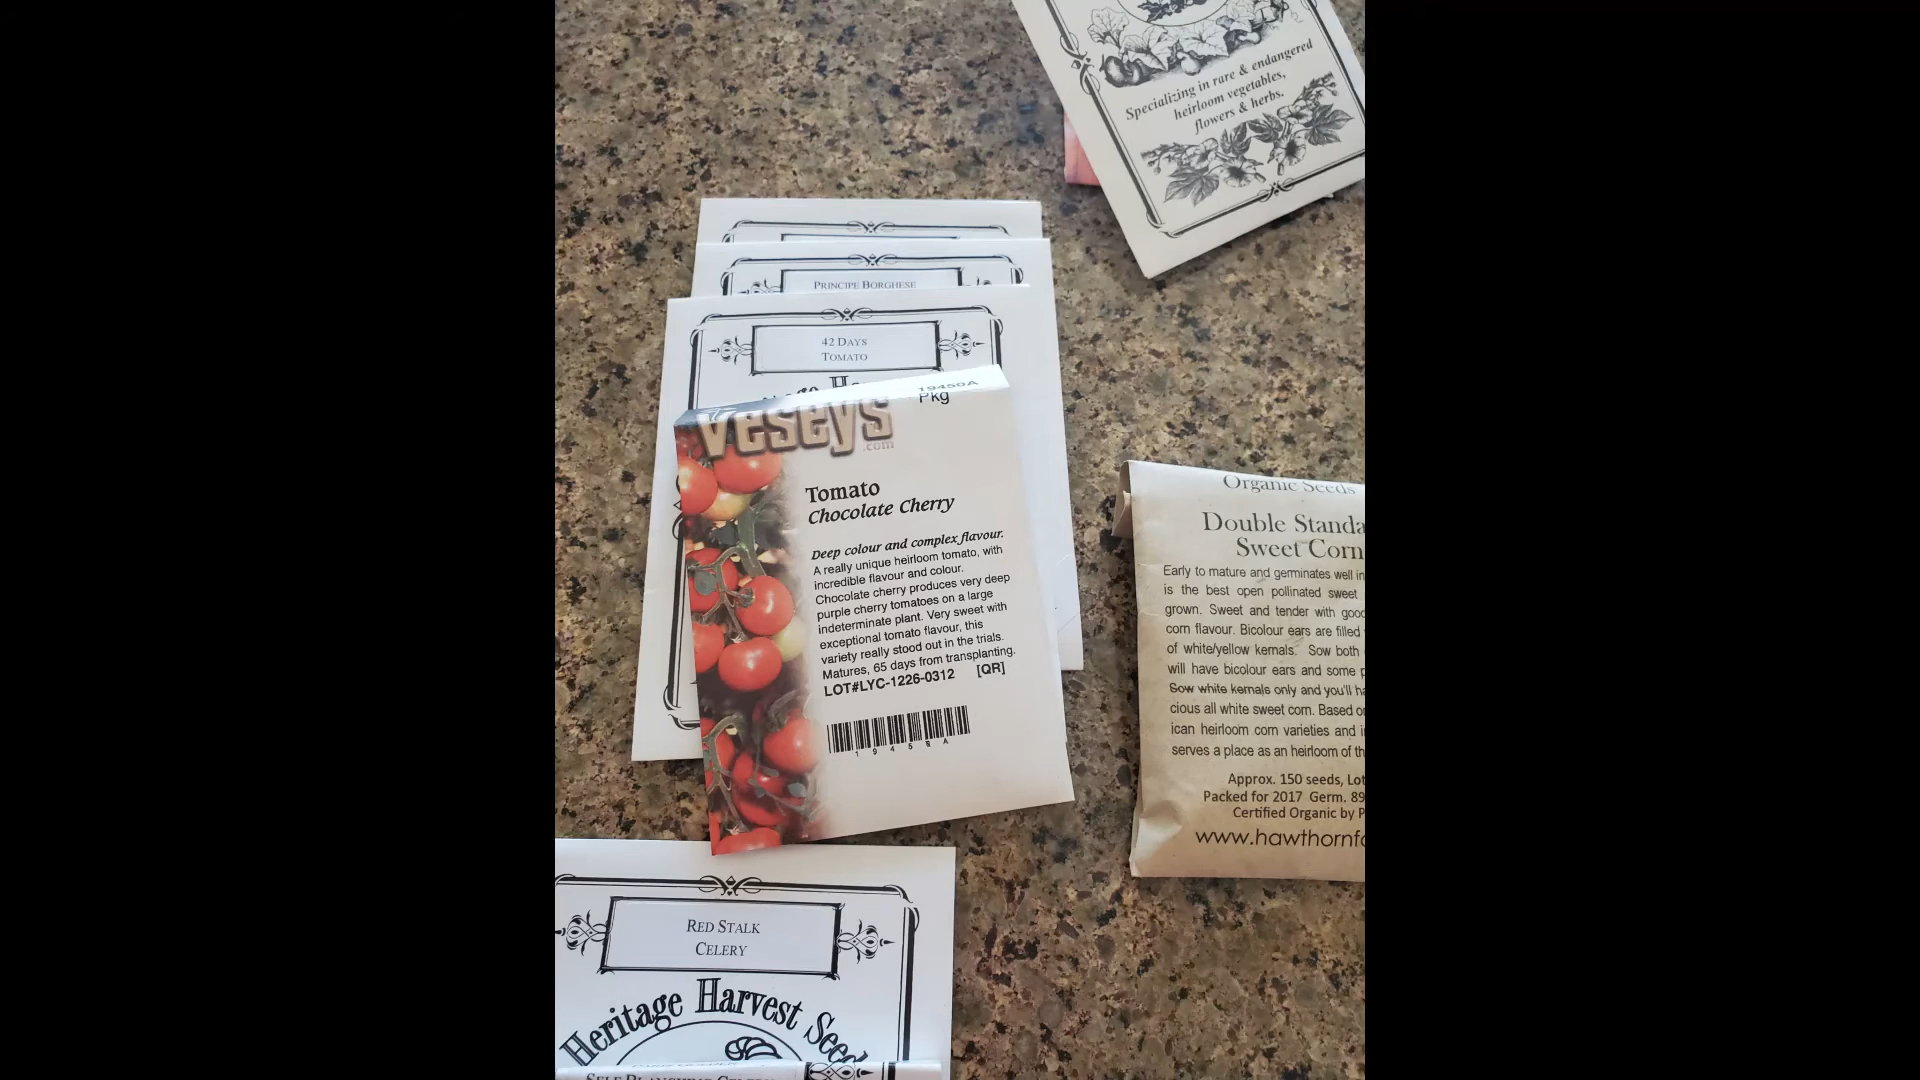 Specializing in rare & endangered
heirloom vegetables,
flowers & herbs.
PRINCIPE BORGHESE
42 DAYS
TOMATO
19450A
Pkg
veseys
.com
Tomato
Chocolate Cherry
Deep colour and complex flavour.
A really unique heirloom tomato, with
incredible flavour and colour.
Chocolate cherry produces very deep
purple cherry tomatoes on a large
indeterminate plant. Very sweet with
exceptional tomato flavour, this
variety really stood out in the trials.
Matures, 65 days from transplanting.
LOT#LYC-1226-0312 [QR]
Organic Seeds
Double Standa
Sweet Corn
Early to mature and germinates well in
is the best open pollinated sweet
grown. Sweet and tender with good
corn flavour. Bicolour ears are filled
of white/yellow kernals. Sow both
will have bicolour ears and some p
Sow white kernals only and you'll ha
cious all white sweet corn. Based on
ican heirloom corn varieties and i
serves a place as an heirloom of th
Approx. 150 seeds, Lot
Packed for 2017 Germ. 89
Certified Organic by P
www.hawthornfa
RED STALK
CELERY
Heritage Harvest Seed